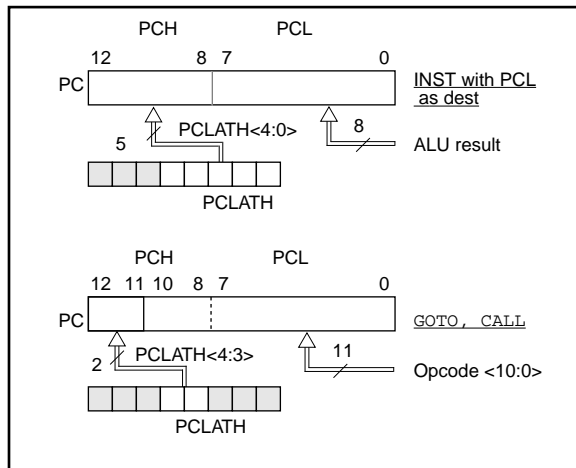 PCH PCL
12 8 7 0
PC
INST with PCL
as dest
PCLATH<4:0>
5
8
ALU result
PCLATH
PCH PCL
12 11 10 8 7 0
PC
GOTO, CALL
PCLATH<4:3>
2
11
Opcode <10:0>
PCLATH